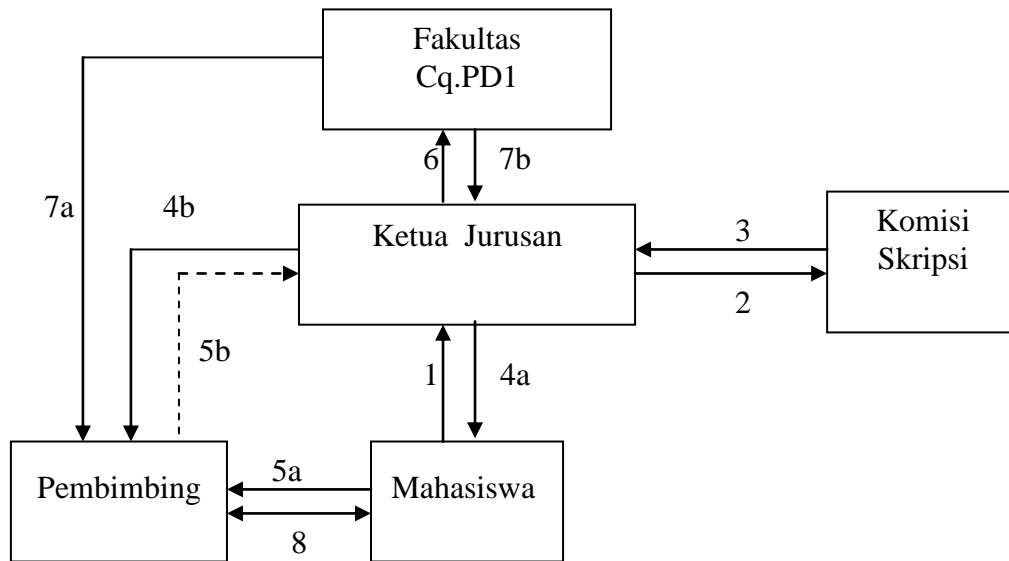 Fakultas
Cq.PD1
6
7b
7a
4b
Ketua Jurusan
3
Komisi
Skripsi
2
5b
1
4a
Pembimbing
5a
Mahasiswa
8